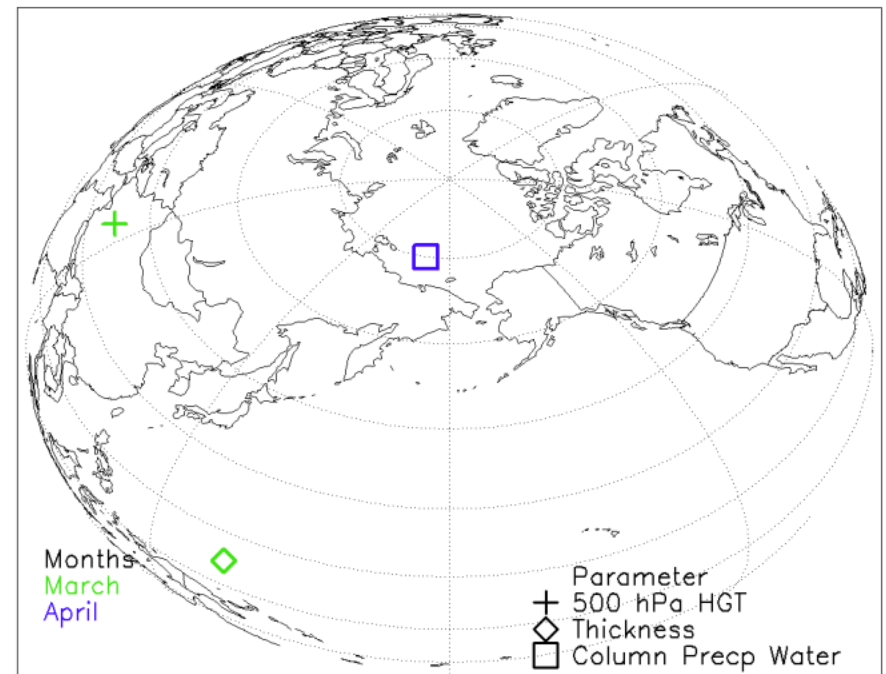 Months
March
April
Parameter
500 hPa HGT
Thickness
Column Precp Water